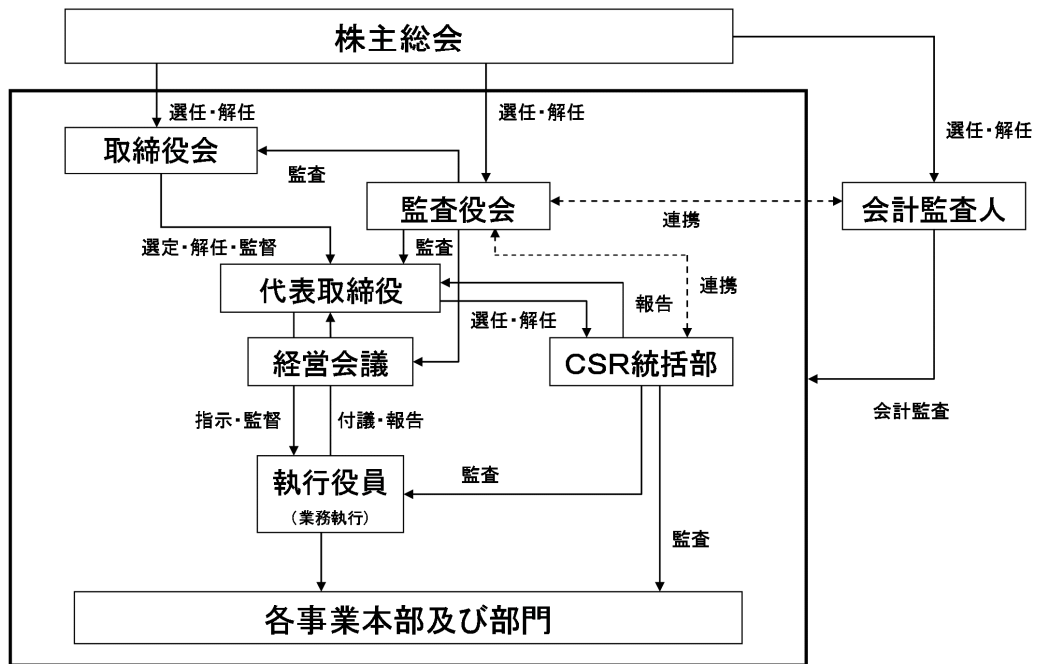 株主総会
選任・解任
選任・解任
選任・解任
取締役会
監査
監査役会
連携
会計監査人
選定・解任・監督
監査
代表取締役
報告
連携
選任・解任
経営会議
CSR統括部
会計監査
指示・監督
付議・報告
執行役員
(業務執行)
監査
監査
各事業本部及び部門